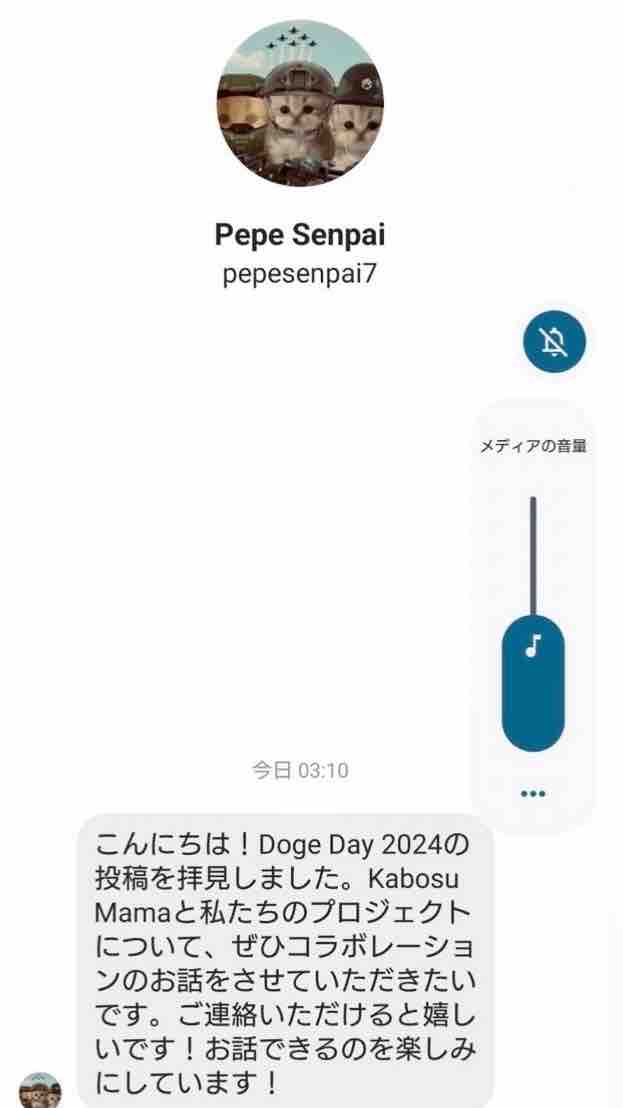 Pepe Senpai
pepesenpai7
メディアの音量
今日 03:10
こんにちは！Doge Day 2024の
投稿を拝見しました。Kabosu
Mamaと私たちのプロジェクト
について、ぜひコラボレーショ
ンのお話をさせていただきたい
です。ご連絡いただけると嬉し
いです！お話できるのを楽しみ
にしています！